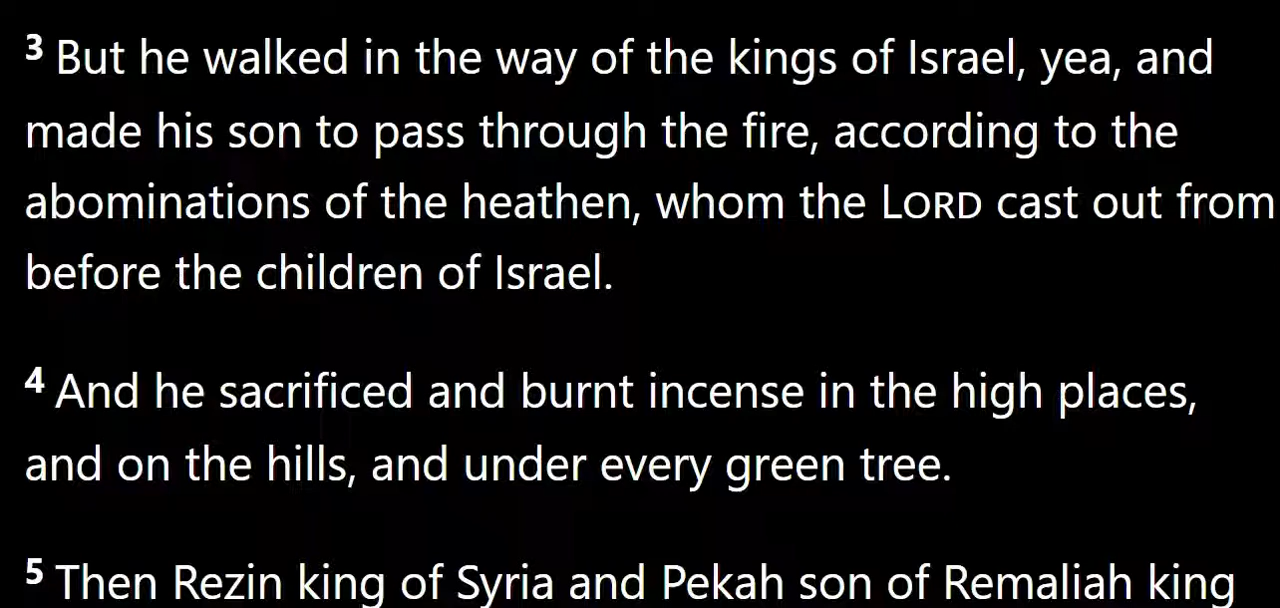 3 But he walked in the way of the kings of Israel, yea, and
made his son to pass through the fire, according to the
abominations of the heathen, whom the LORD cast out from
before the children of Israel.
4 And he sacrificed and burnt incense in the high places,
and on the hills, and under every green tree.
5 Then Rezin king of Syria and Pekah son of Remaliah king